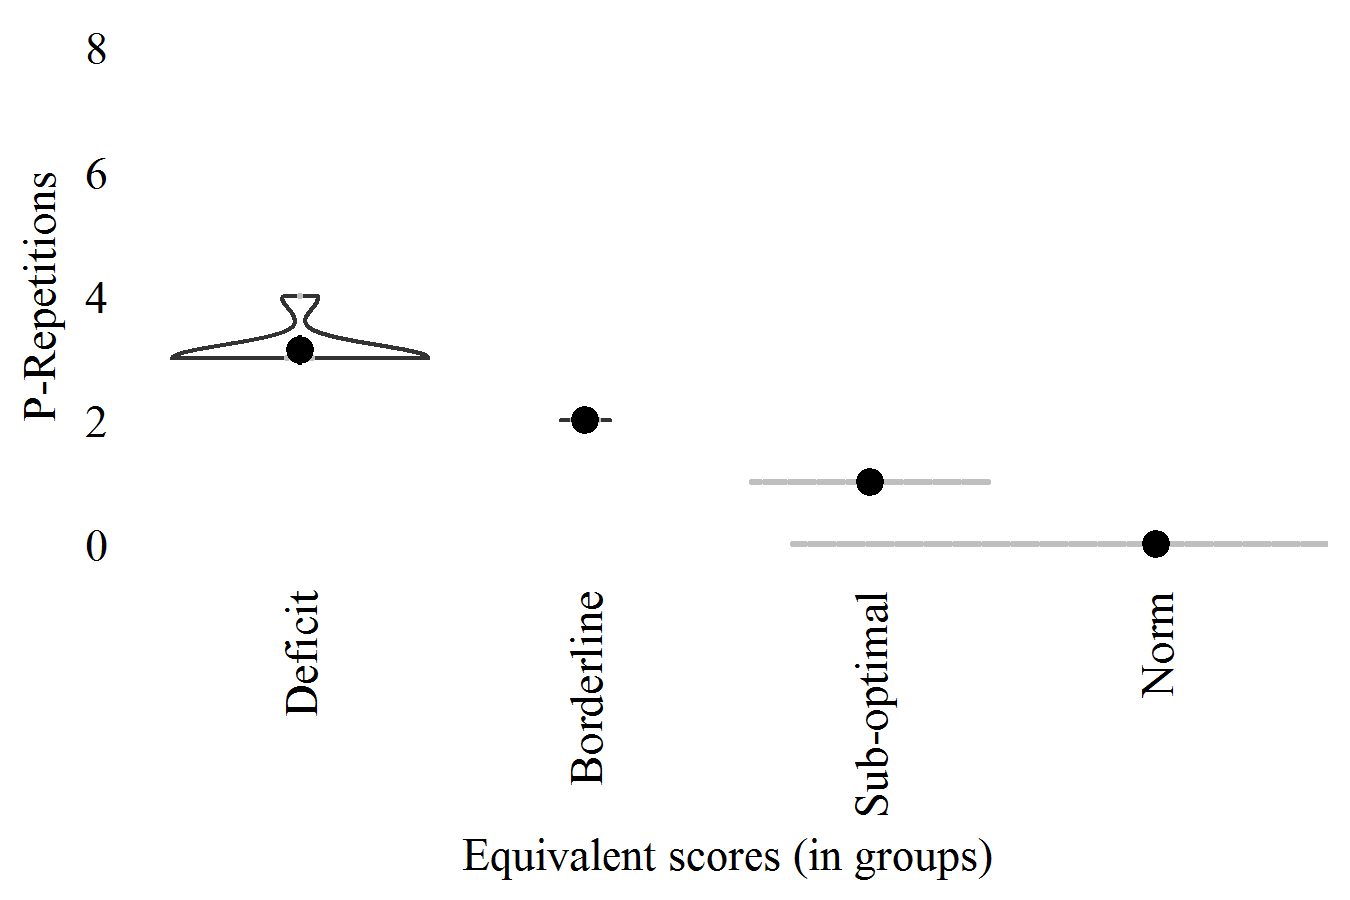 8
6
4
2
0
P-Repetitions
Deficit
Borderline
Sub-optimal
Norm
Equivalent scores (in groups)